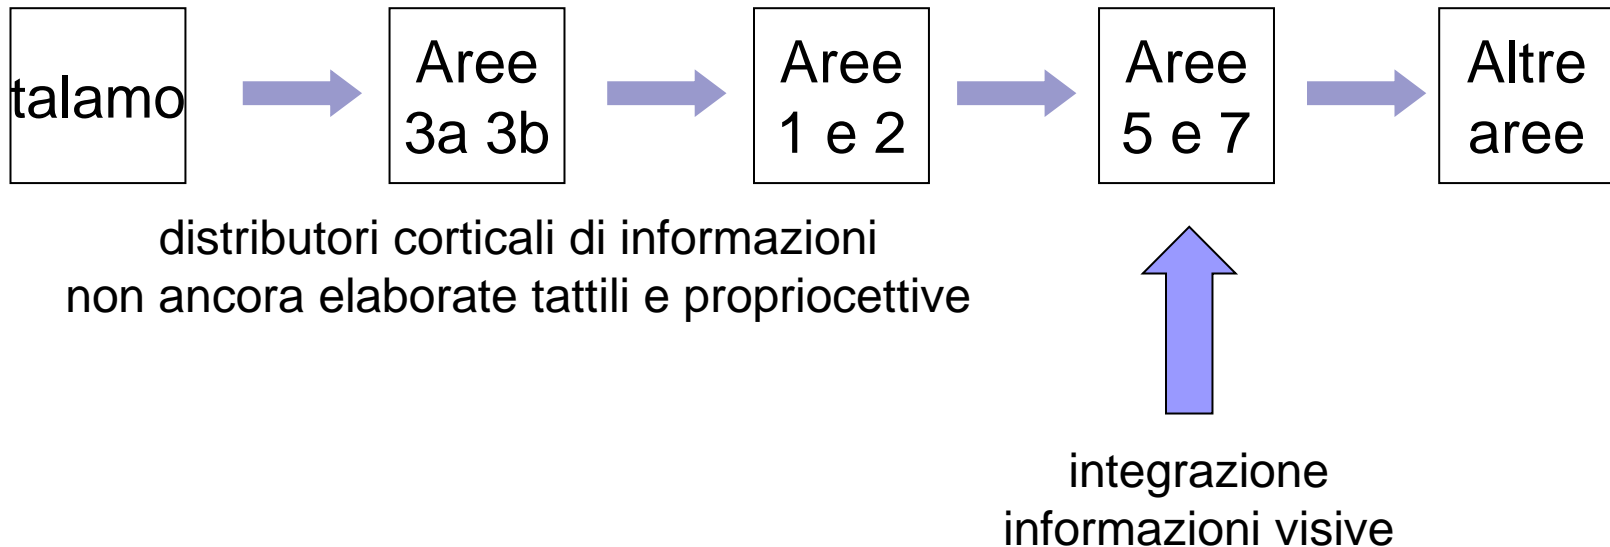 talamo
Aree
3a 3b
Aree
1 e 2
Aree
5 e 7
Altre
aree
distributori corticali di informazioni
non ancora elaborate tattili e propriocettive
integrazione
informazioni visive